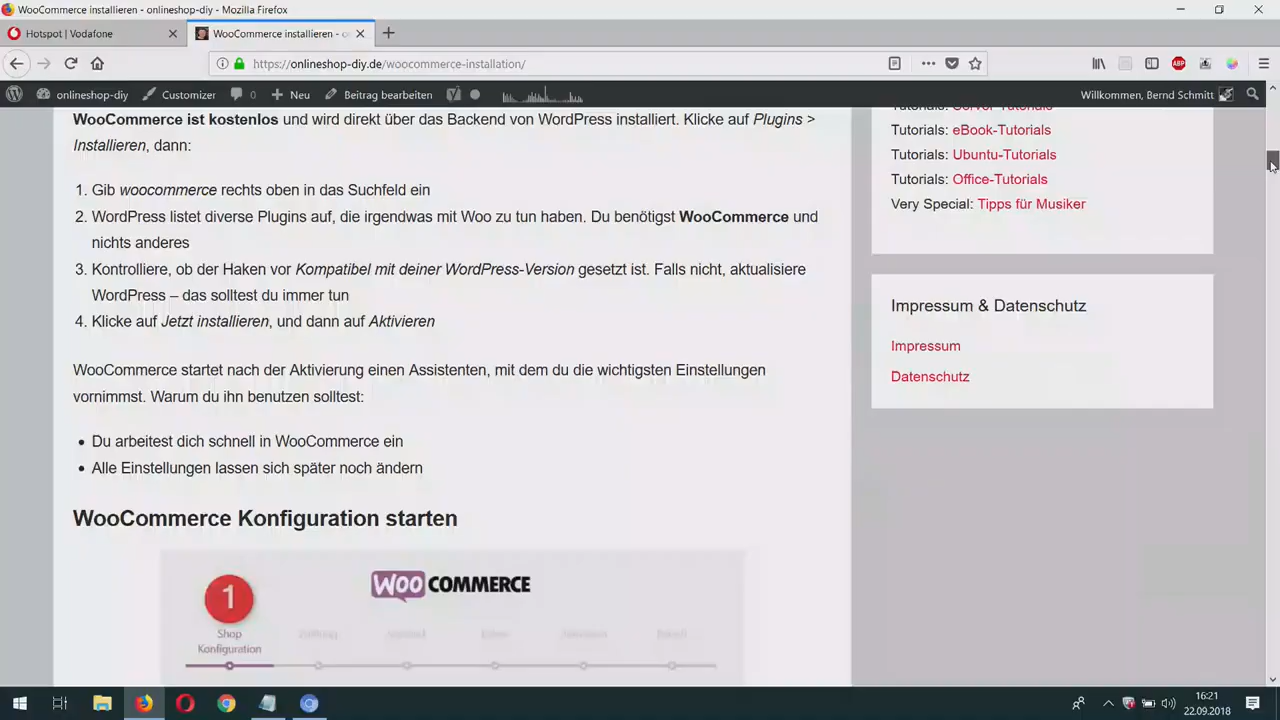 WooCommerce installieren - onlineshop-diy - Mozilla Firefox
Hotspot | Vodafone
WooCommerce installieren - on
https://onlineshop-diy.de/woocommerce-installation/
ABP
onlineshop-diy
Customizer
0
Neu
Beitrag bearbeiten
Willkommen, Bernd Schmitt
WooCommerce ist kostenlos und wird direkt über das Backend von WordPress installiert. Klicke auf Plugins >
Installieren, dann:
1. Gib woocommerce rechts oben in das Suchfeld ein
2. WordPress listet diverse Plugins auf, die irgendwas mit Woo zu tun haben. Du benötigst WooCommerce und
nichts anderes
3. Kontrolliere, ob der Haken vor Kompatibel mit deiner WordPress-Version gesetzt ist. Falls nicht, aktualisiere
WordPress – das solltest du immer tun
4. Klicke auf Jetzt installieren, und dann auf Aktivieren
WooCommerce startet nach der Aktivierung einen Assistenten, mit dem du die wichtigsten Einstellungen
vornimmst. Warum du ihn benutzen solltest:
• Du arbeitest dich schnell in WooCommerce ein
• Alle Einstellungen lassen sich später noch ändern
WooCommerce Konfiguration starten
1
WOOCOMMERCE
Shop
Konfiguration
Tutorials: Server-Tutorials
Tutorials: eBook-Tutorials
Tutorials: Ubuntu-Tutorials
Tutorials: Office-Tutorials
Very Special: Tipps für Musiker
Impressum & Datenschutz
Impressum
Datenschutz
16:21
22.09.2018